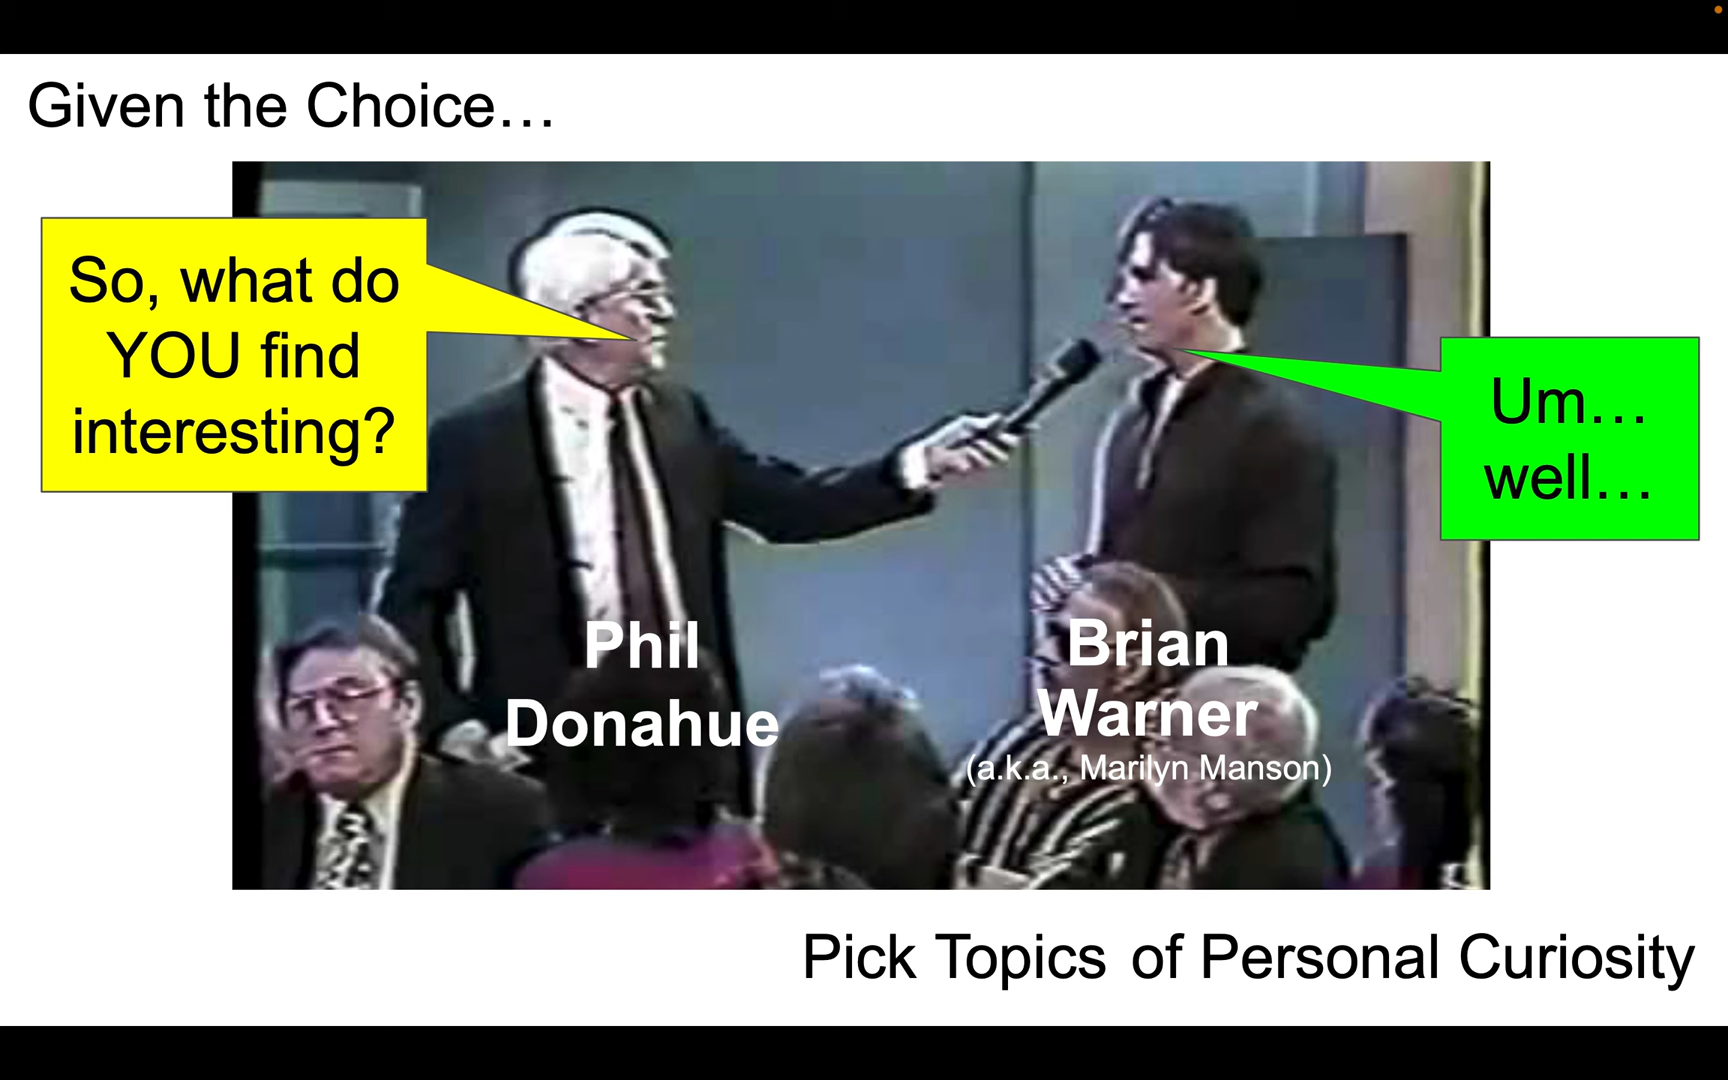 Given the Choice…
So, what do
YOU find
interesting?
Um…
well…
Phil
Donahue
Brian
Warner
(a.k.a., Marilyn Manson)
Pick Topics of Personal Curiosity